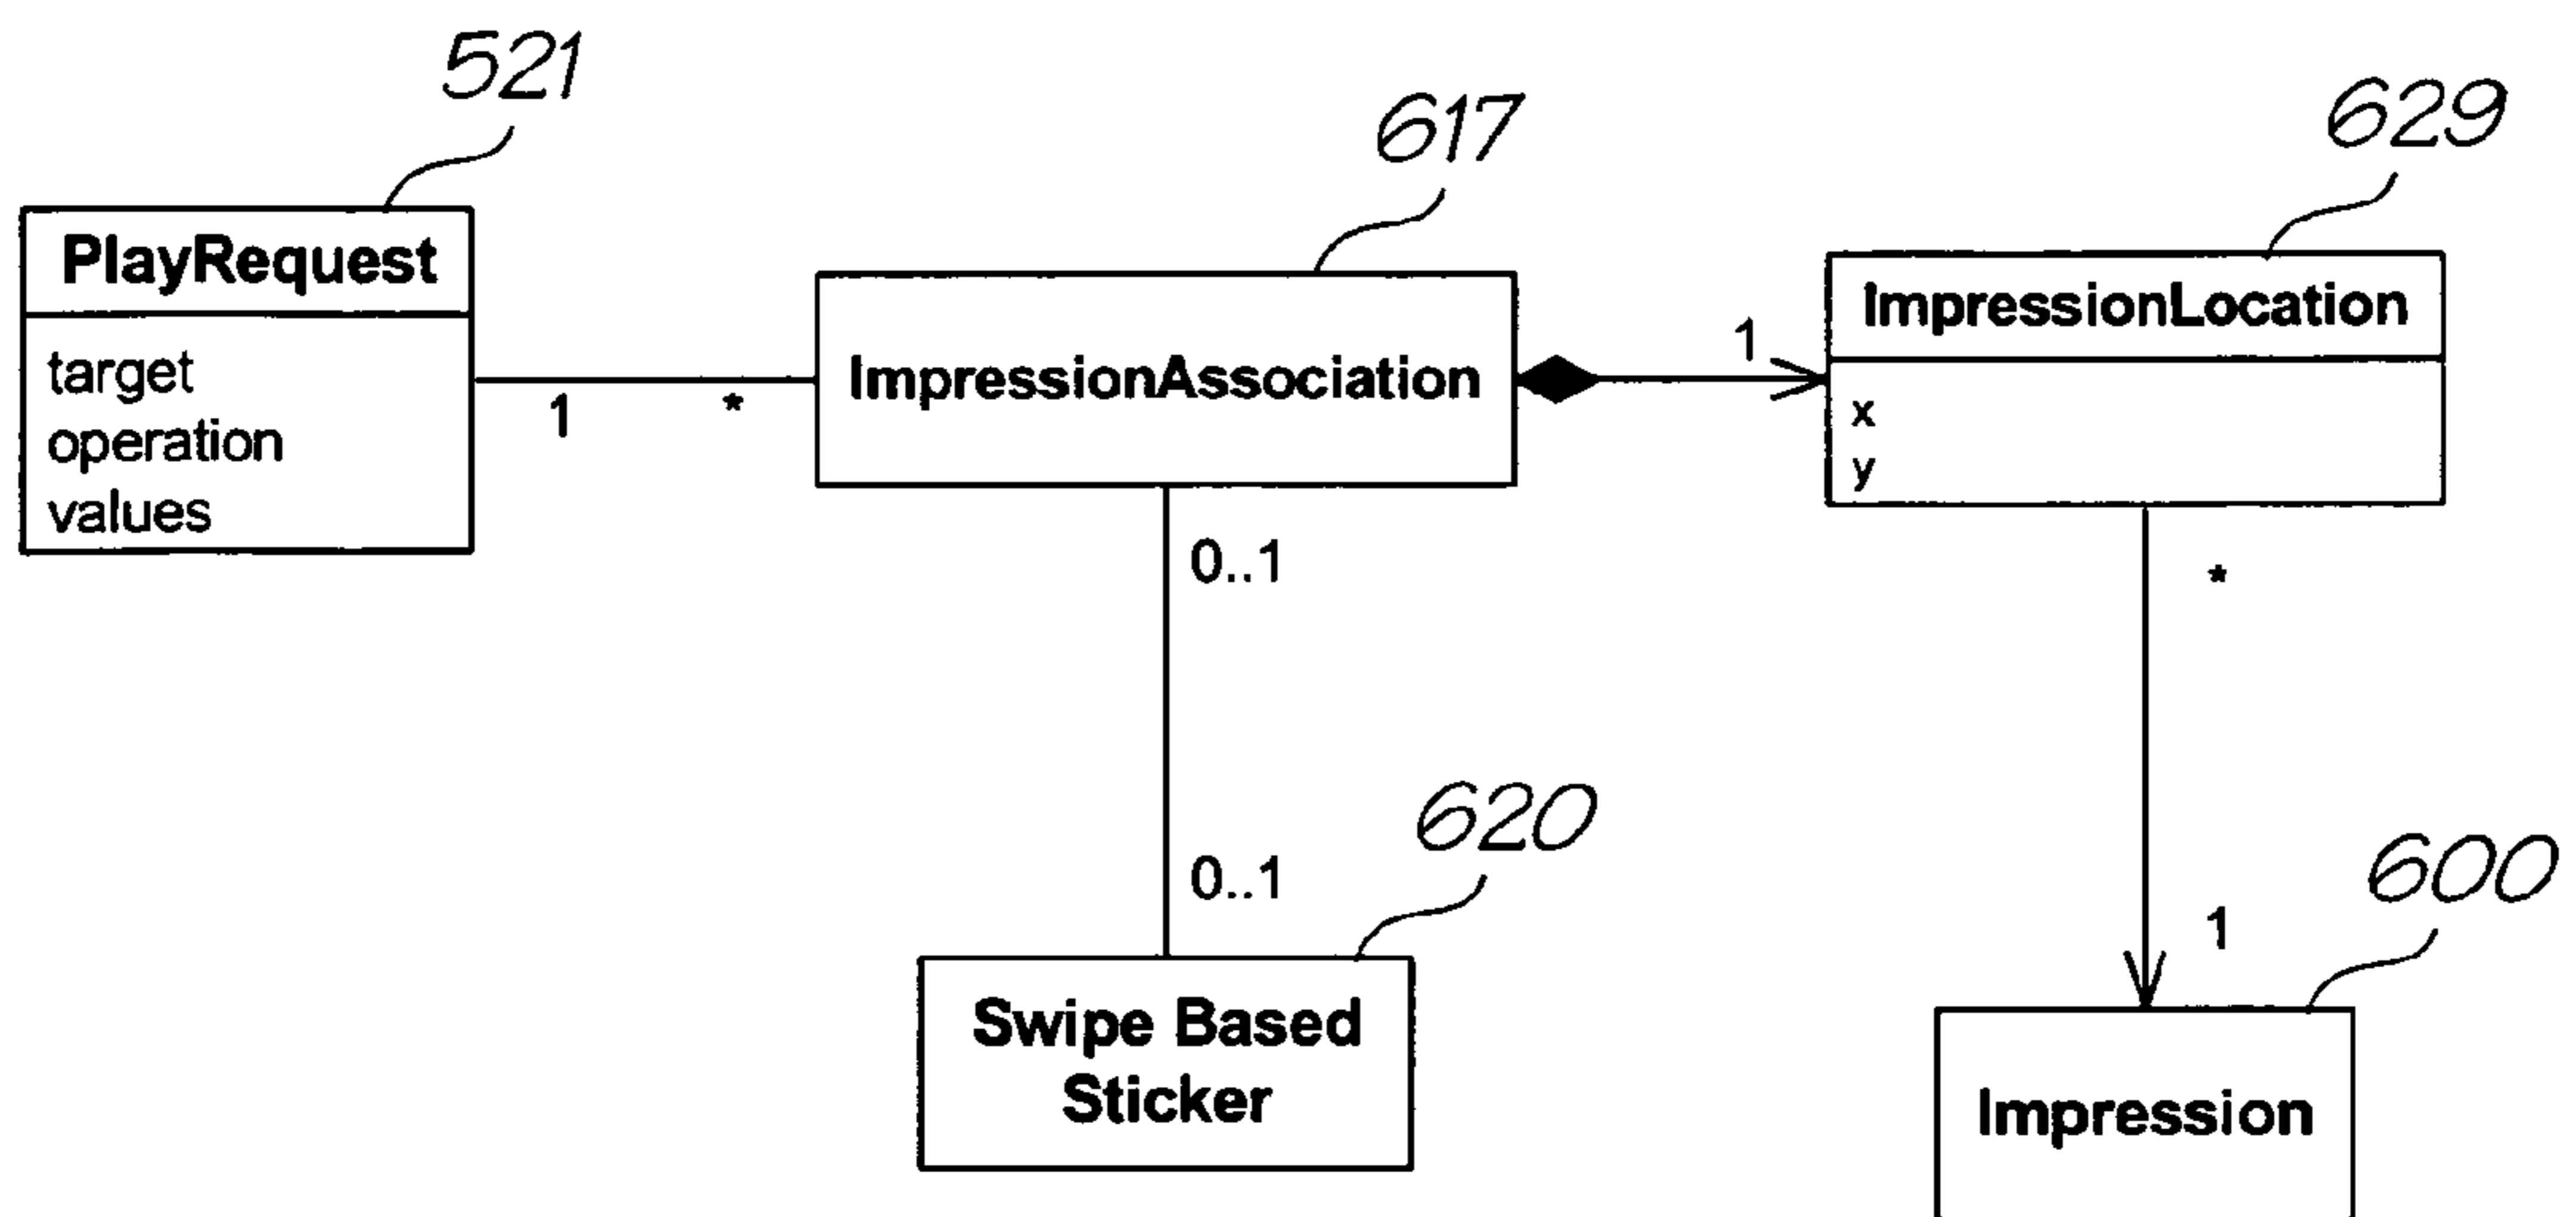 521
617
629
PlayRequest
target
operation
values
1
*
ImpressionAssociation
1
ImpressionLocation
x
y
0..1
*
0..1
620
1
600
Swipe Based
Sticker
Impression